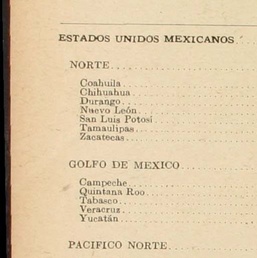 ESTADOS UNIDOS MEXICANOS
NORTE
Coahuila
Chihuahua
Durango
Nuevo León
San Luis Potosí
Tamaulipas
Zacatecas
GOLFO DE MEXICO
Campeche
Quintana Roo
Tabasco
Veracruz
Yucatán
PACIFICO NORTE